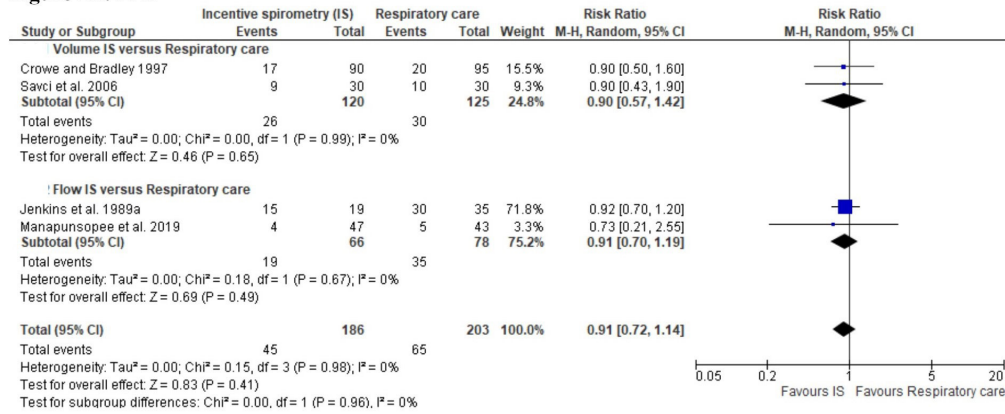 Incentive spirometry (IS) Respiratory care Risk Ratio Risk Ratio
Study or Subgroup Events Total Events Total Weight M-H, Random, 95% CI M-H, Random, 95% CI
Volume IS versus Respiratory care
Crowe and Bradley 1997 17 90 20 95 15.5% 0.90 [0.50, 1.60]
Savci et al. 2006 9 30 10 30 9.3% 0.90 [0.43, 1.90]
Subtotal (95% CI) 120 125 24.8% 0.90 [0.57, 1.42]
Total events 26 30
Heterogeneity: Tau² = 0.00; Chi² = 0.00, df = 1 (P = 0.99); I² = 0%
Test for overall effect: Z = 0.46 (P = 0.65)
Flow IS versus Respiratory care
Jenkins et al. 1989a 15 19 30 35 71.8% 0.92 [0.70, 1.20]
Manapunsopee et al. 2019 4 47 5 43 3.3% 0.73 [0.21, 2.55]
Subtotal (95% CI) 66 78 75.2% 0.91 [0.70, 1.19]
Total events 19 35
Heterogeneity: Tau² = 0.00; Chi² = 0.18, df = 1 (P = 0.67); I² = 0%
Test for overall effect: Z = 0.69 (P = 0.49)
Total (95% CI) 186 203 100.0% 0.91 [0.72, 1.14]
Total events 45 65
Heterogeneity: Tau² = 0.00; Chi² = 0.15, df = 3 (P = 0.98); I² = 0%
Test for overall effect: Z = 0.83 (P = 0.41)
Test for subgroup differences: Chi² = 0.00, df = 1 (P = 0.96), I² = 0%
0.05 0.2 1 5 20
Favours IS Favours Respiratory care